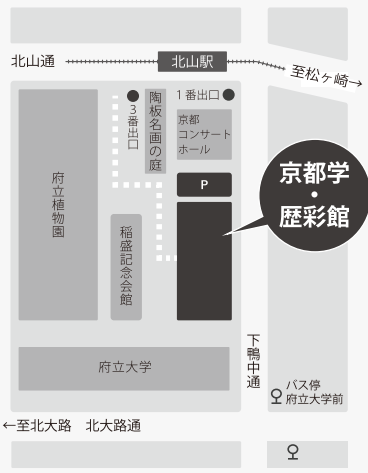 北山通
北山駅
至松ヶ崎→
3番出口
陶板名画の庭
1番出口
京都
コンサート
ホール
P
京都学
・
歴彩館
府立植物園
稲盛記念会館
府立大学
下鴨中通
バス停
府立大学前
←至北大路 北大路通